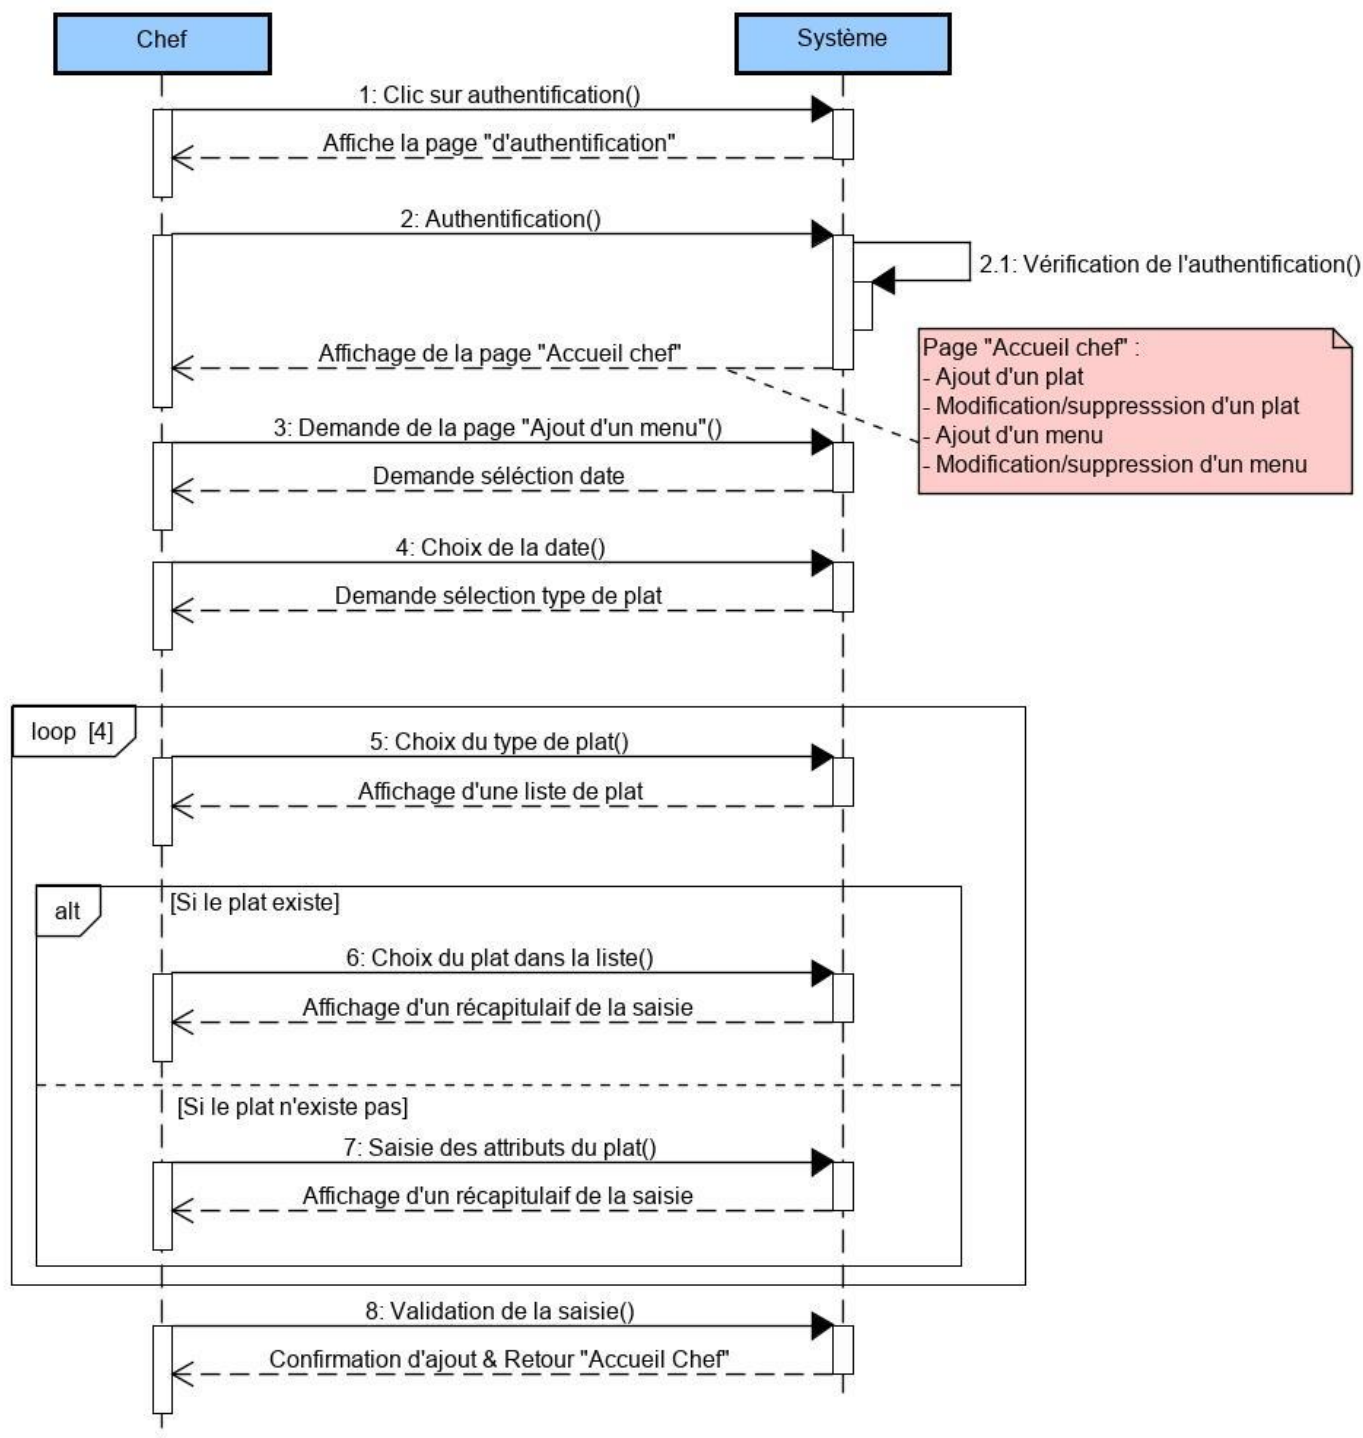 Chef
Système
1: Clic sur authentification()
Affiche la page "d'authentification"
2: Authentification()
2.1: Vérification de l'authentification()
Affichage de la page "Accueil chef"
Page "Accueil chef" :
- Ajout d'un plat
- Modification/suppresssion d'un plat
- Ajout d'un menu
- Modification/suppression d'un menu
3: Demande de la page "Ajout d'un menu"()
Demande séléction date
4: Choix de la date()
Demande sélection type de plat
loop [4]
5: Choix du type de plat()
Affichage d'une liste de plat
alt
[Si le plat existe]
6: Choix du plat dans la liste()
Affichage d'un récapitulaif de la saisie
[Si le plat n'existe pas]
7: Saisie des attributs du plat()
Affichage d'un récapitulaif de la saisie
8: Validation de la saisie()
Confirmation d'ajout & Retour "Accueil Chef"